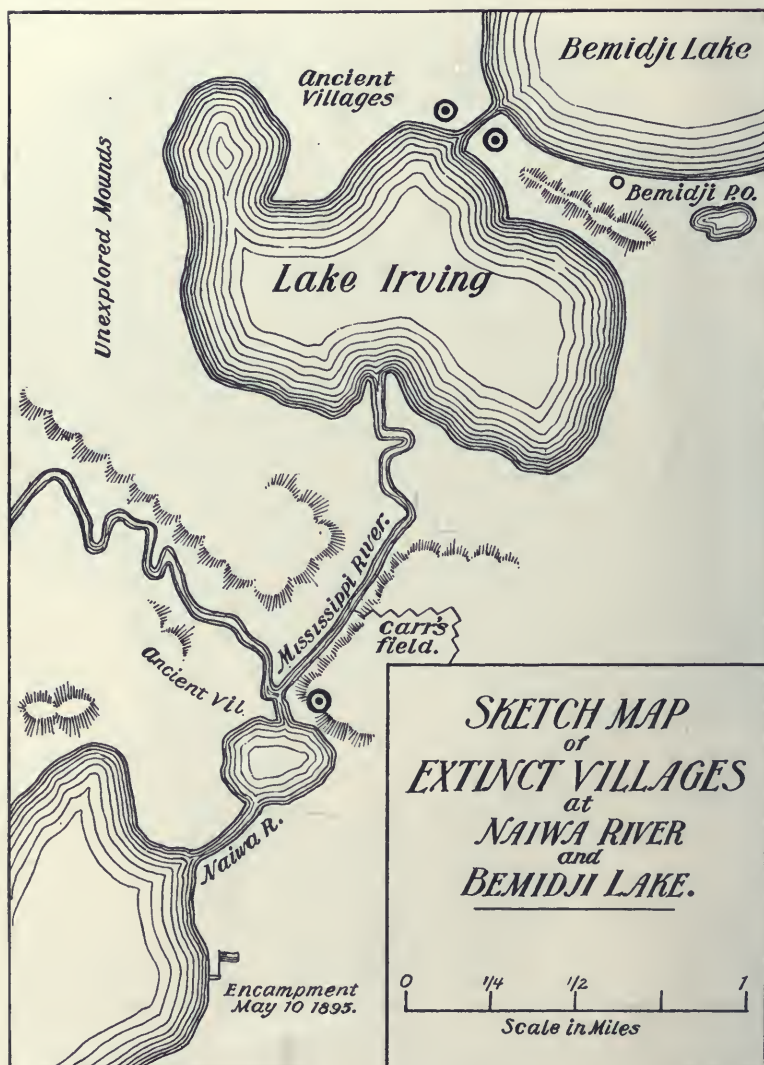 Bemidji Lake
Ancient
Villages
Unexplored Mounds
Bemidji P.O.
Lake Irving
Mississippi River.
Carr's
field.
Ancient Vil.
Naiwa R.
Encampment
May 10 1895.
SKETCH MAP
of
EXTINCT VILLAGES
at
NAIWA RIVER
and
BEMIDJI LAKE.
0 1/4 1/2 1
Scale in Miles